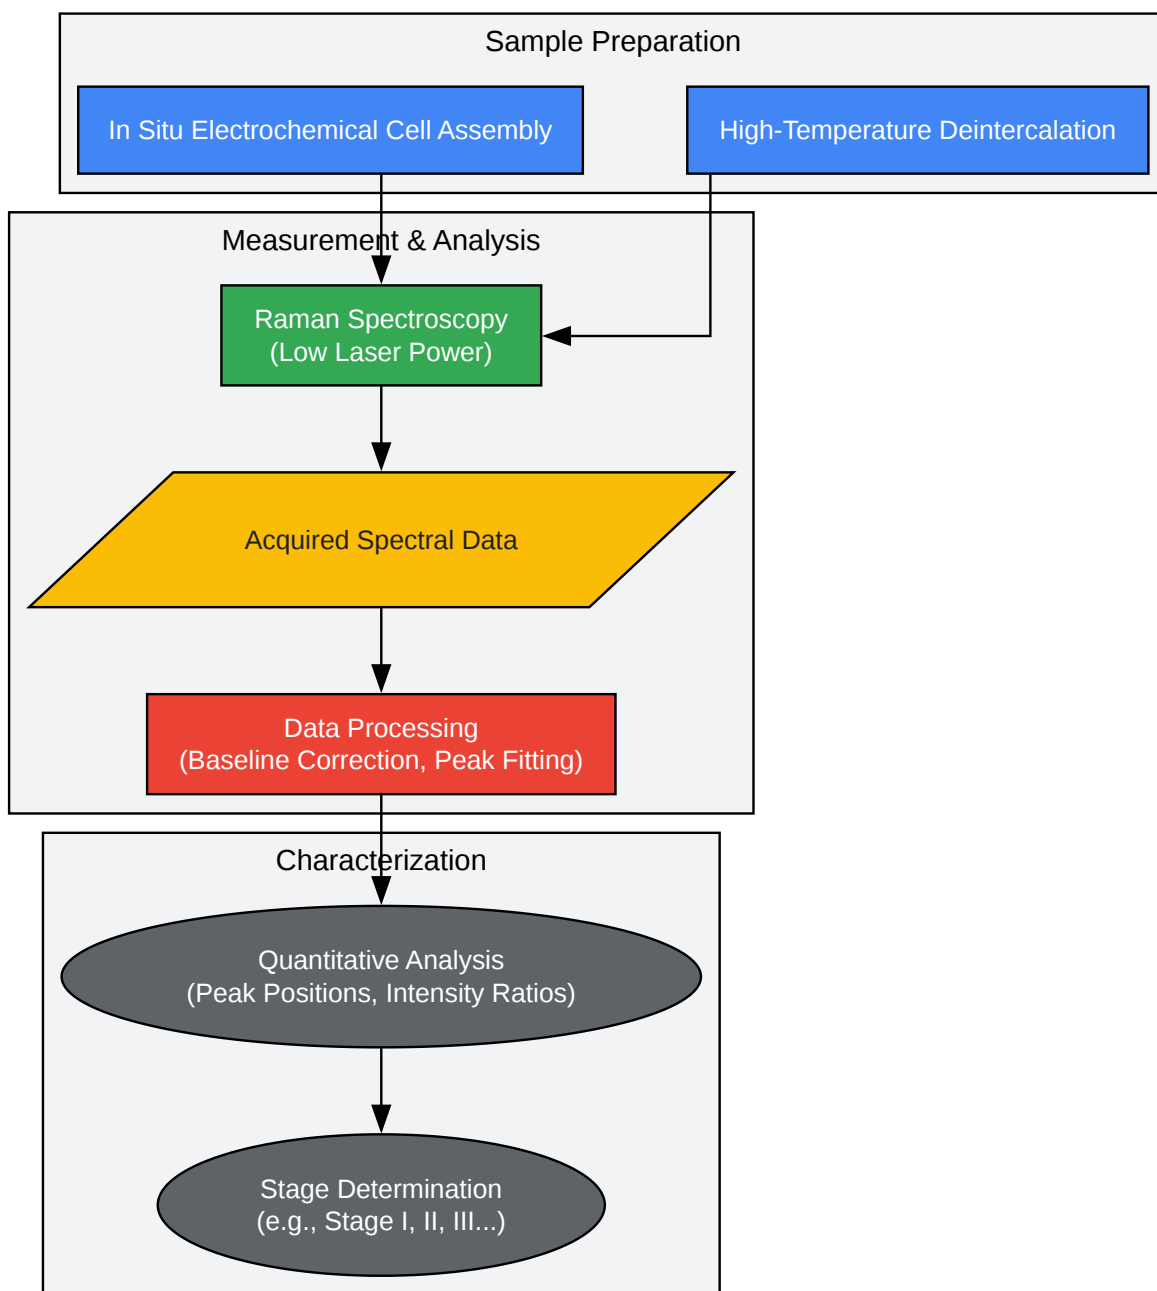 Sample Preparation
In Situ Electrochemical Cell Assembly
High-Temperature Deintercalation
Measurement & Analysis
Raman Spectroscopy
(Low Laser Power)
Acquired Spectral Data
Data Processing
(Baseline Correction, Peak Fitting)
Characterization
Quantitative Analysis
(Peak Positions, Intensity Ratios)
Stage Determination
(e.g., Stage I, II, III...)